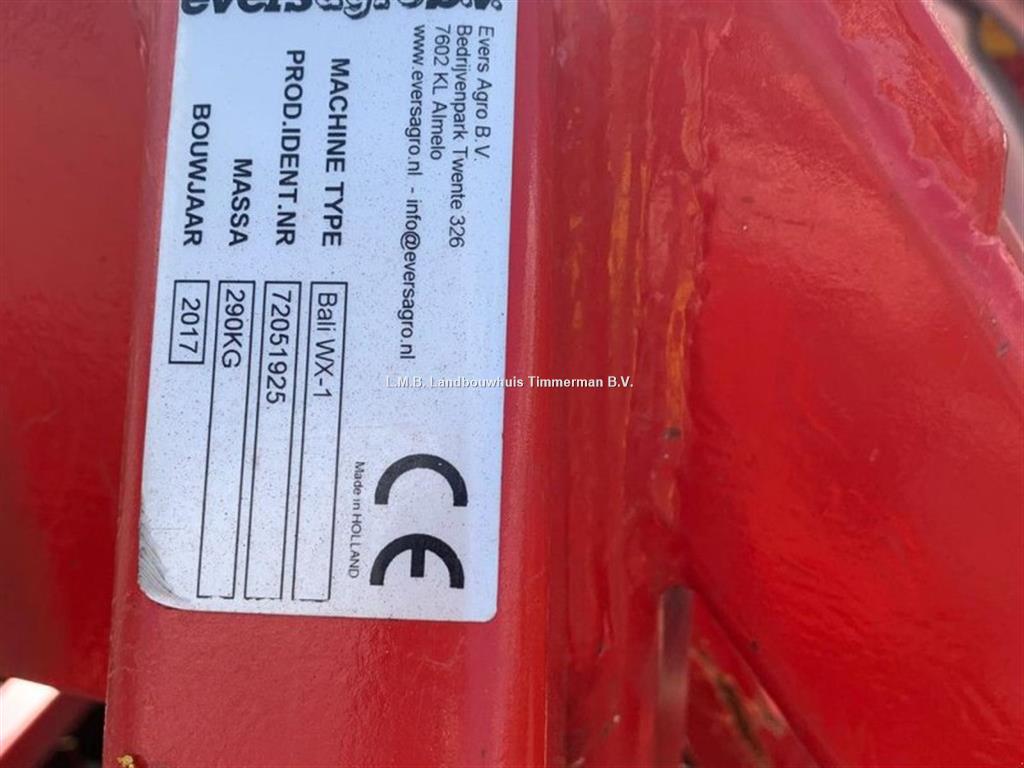 eversagro b.v.
Evers Agro B.V.
Bedrijvenpark Twente 326
7602 KL Almelo
www.eversagro.nl - info@eversagro.nl
MACHINE TYPE Bali WX-1
PROD.IDENT.NR 72051925
MASSA 290KG
BOUWJAAR 2017
CE
Made in HOLLAND
L.M.B. Landbouwhuis Timmerman B.V.